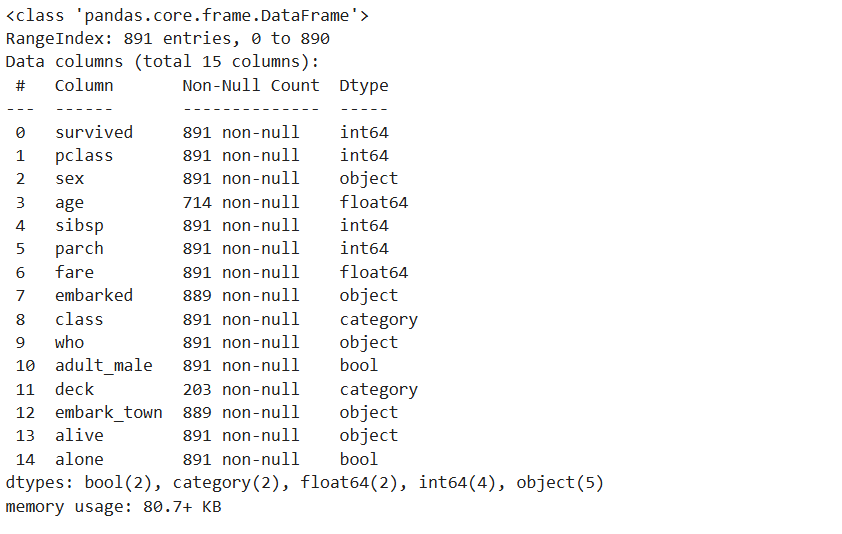 <class 'pandas.core.frame.DataFrame'>
RangeIndex: 891 entries, 0 to 890
Data columns (total 15 columns):
 #   Column       Non-Null Count  Dtype
---  ------       --------------  -----
 0   survived     891 non-null    int64
 1   pclass       891 non-null    int64
 2   sex          891 non-null    object
 3   age          714 non-null    float64
 4   sibsp        891 non-null    int64
 5   parch        891 non-null    int64
 6   fare         891 non-null    float64
 7   embarked     889 non-null    object
 8   class        891 non-null    category
 9   who          891 non-null    object
 10  adult_male   891 non-null    bool
 11  deck         203 non-null    category
 12  embark_town  889 non-null    object
 13  alive        891 non-null    object
 14  alone        891 non-null    bool
dtypes: bool(2), category(2), float64(2), int64(4), object(5)
memory usage: 80.7+ KB